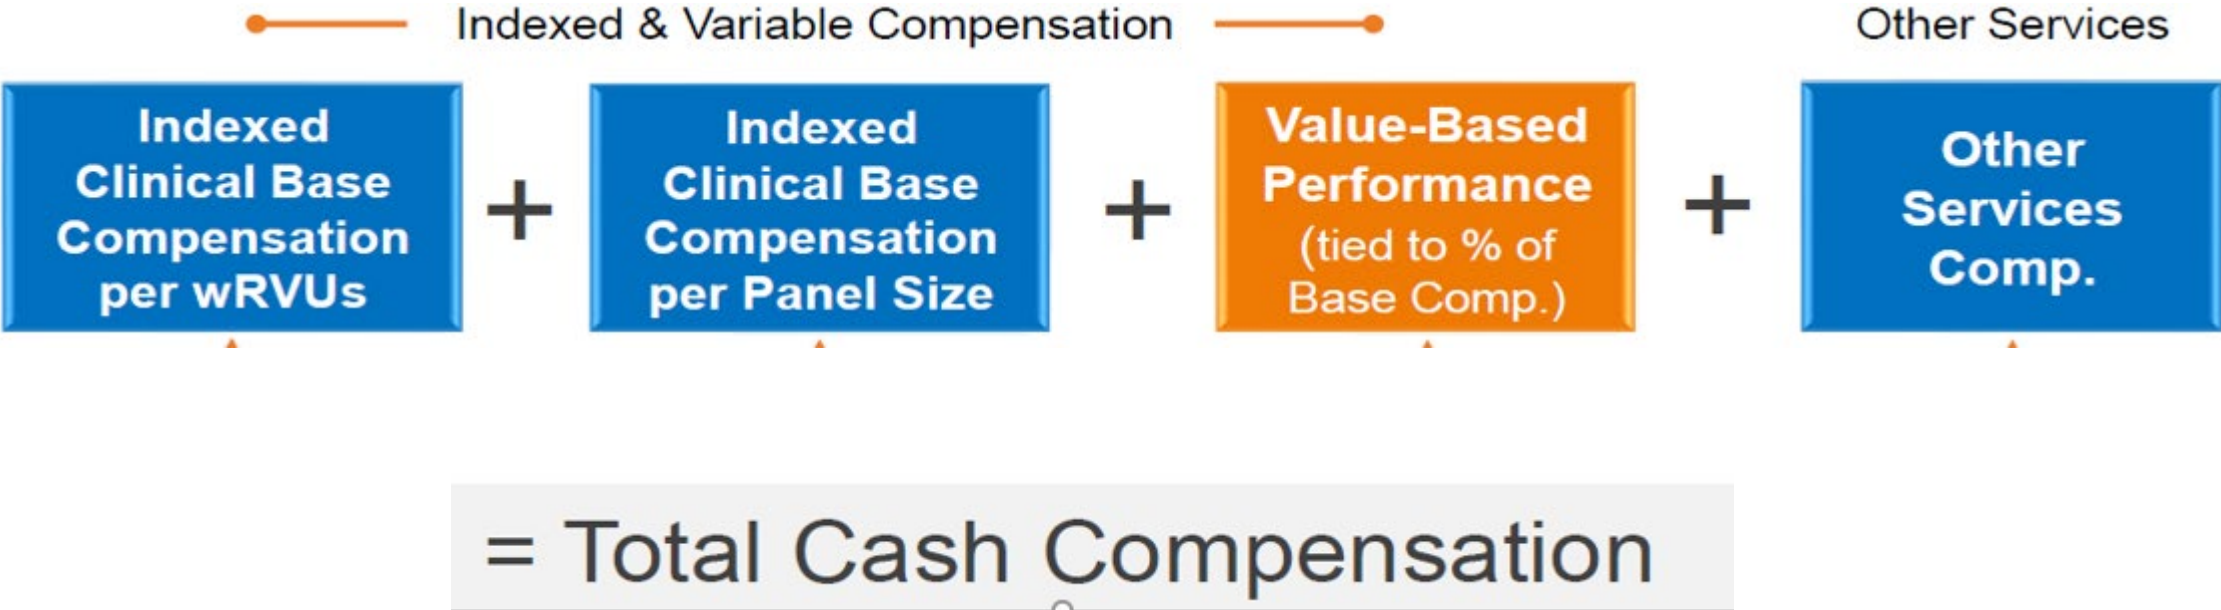 Indexed & Variable Compensation
Other Services
Indexed
Clinical Base
Compensation
per wRVUs
+
Indexed
Clinical Base
Compensation
per Panel Size
+
Value-Based
Performance
(tied to % of
Base Comp.)
+
Other
Services
Comp.
= Total Cash Compensation